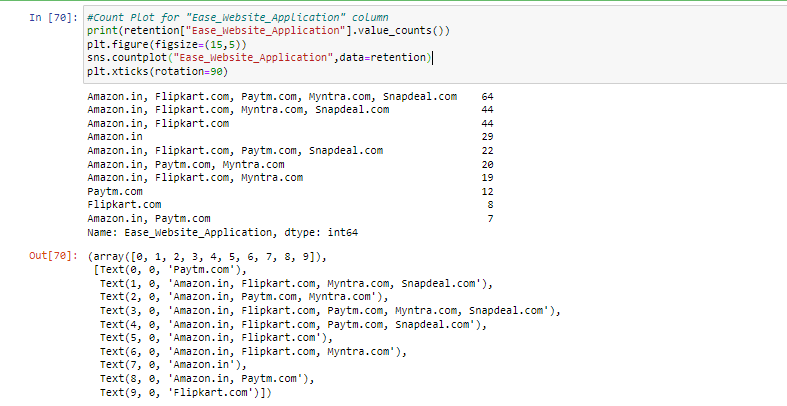 In [70]: #Count Plot for "Ease_Website_Application" column
print(retention["Ease_Website_Application"].value_counts())
plt.figure(figsize=(15,5))
sns.countplot("Ease_Website_Application",data=retention)
plt.xticks(rotation=90)
Amazon.in, Flipkart.com, Paytm.com, Myntra.com, Snapdeal.com    64
Amazon.in, Flipkart.com, Myntra.com, Snapdeal.com               44
Amazon.in, Flipkart.com                                         44
Amazon.in                                                       29
Amazon.in, Flipkart.com, Paytm.com, Snapdeal.com                22
Amazon.in, Paytm.com, Myntra.com                                20
Amazon.in, Flipkart.com, Myntra.com                             19
Paytm.com                                                       12
Flipkart.com                                                     8
Amazon.in, Paytm.com                                             7
Name: Ease_Website_Application, dtype: int64
Out[70]: (array([0, 1, 2, 3, 4, 5, 6, 7, 8, 9]),
[Text(0, 0, 'Paytm.com'),
Text(1, 0, 'Amazon.in, Flipkart.com, Myntra.com, Snapdeal.com'),
Text(2, 0, 'Amazon.in, Paytm.com, Myntra.com'),
Text(3, 0, 'Amazon.in, Flipkart.com, Paytm.com, Myntra.com, Snapdeal.com'),
Text(4, 0, 'Amazon.in, Flipkart.com, Paytm.com, Snapdeal.com'),
Text(5, 0, 'Amazon.in, Flipkart.com'),
Text(6, 0, 'Amazon.in, Flipkart.com, Myntra.com'),
Text(7, 0, 'Amazon.in'),
Text(8, 0, 'Amazon.in, Paytm.com'),
Text(9, 0, 'Flipkart.com')])